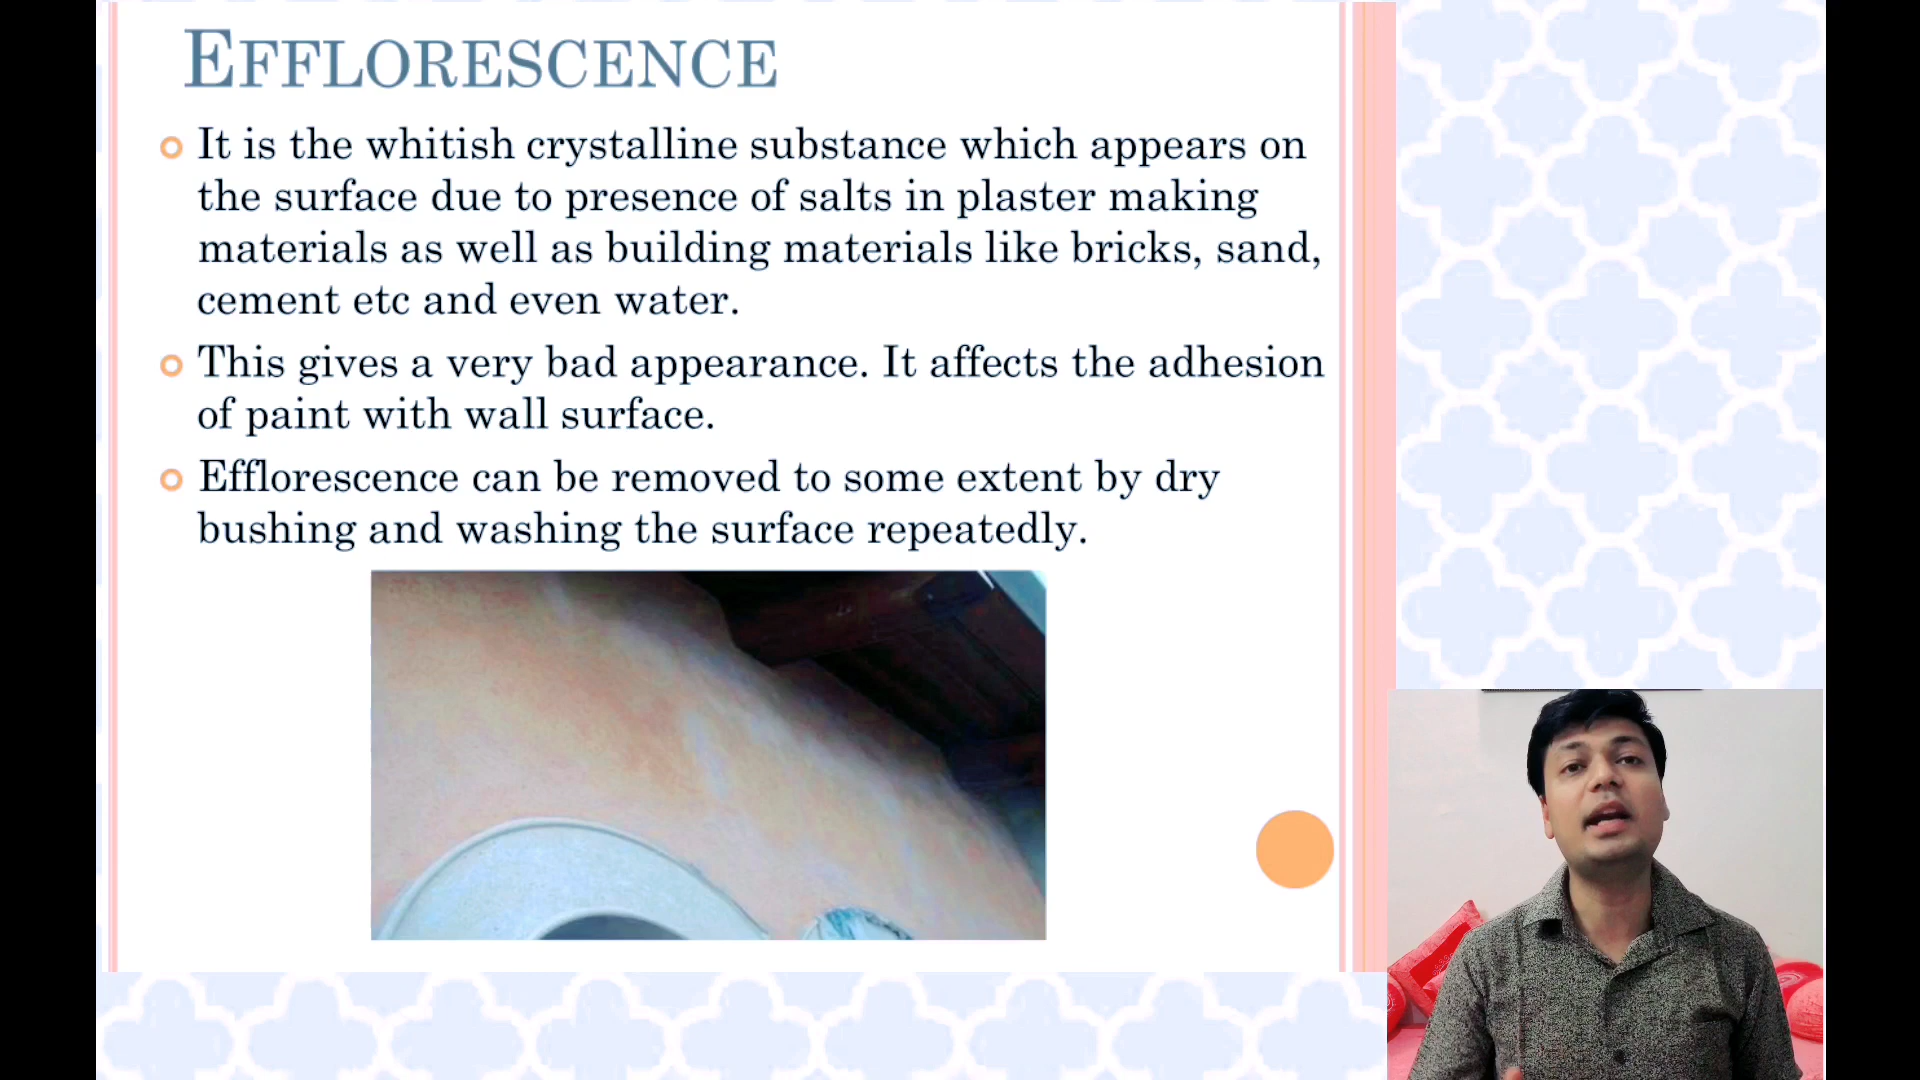 EFFLORESCENCE
It is the whitish crystalline substance which appears on
the surface due to presence of salts in plaster making
materials as well as building materials like bricks, sand,
cement etc and even water.
This gives a very bad appearance. It affects the adhesion
of paint with wall surface.
Efflorescence can be removed to some extent by dry
bushing and washing the surface repeatedly.